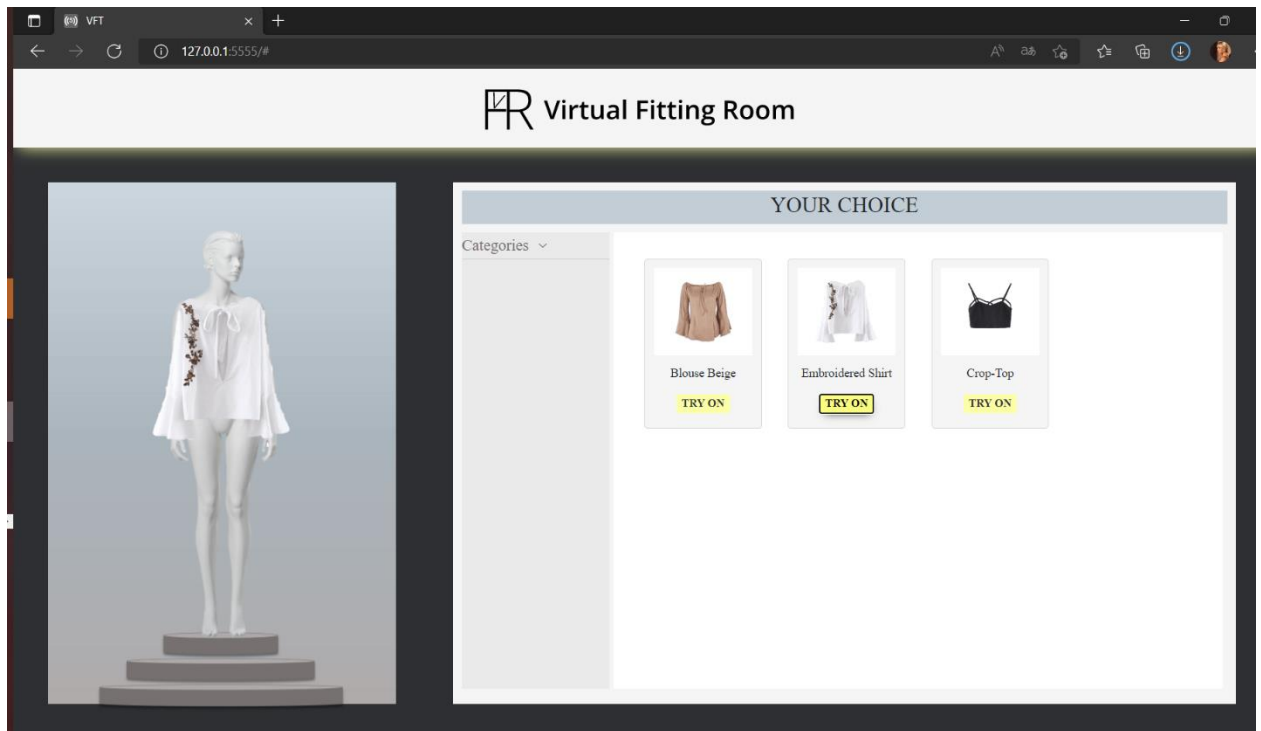 VFT
127.0.0.1:5555/#
VFR Virtual Fitting Room
YOUR CHOICE
Categories
Blouse Beige
Embroidered Shirt
Crop-Top
TRY ON
TRY ON
TRY ON